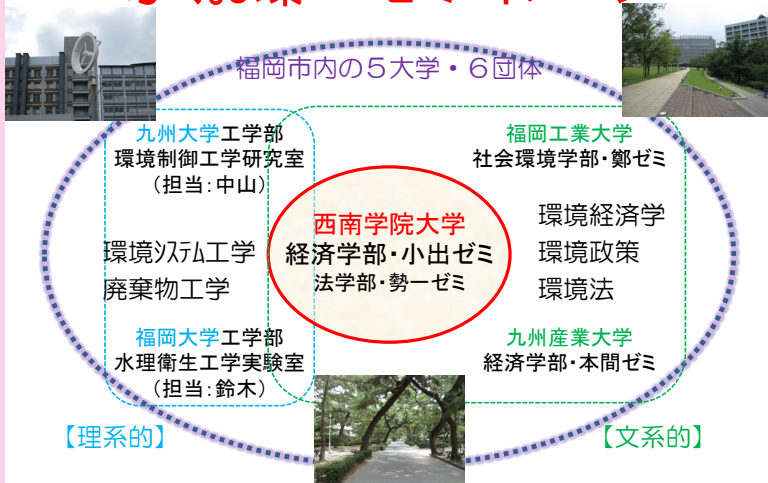 福岡市内の5大学・6団体
九州大学工学部
環境制御工学研究室
(担当:中山)
福岡工業大学
社会環境学部・鄭ゼミ
西南学院大学
経済学部・小出ゼミ
法学部・勢一ゼミ
環境システム工学
廃棄物工学
環境経済学
環境政策
環境法
福岡大学工学部
水理衛生工学実験室
(担当:鈴木)
九州産業大学
経済学部・本間ゼミ
【理系的】
【文系的】